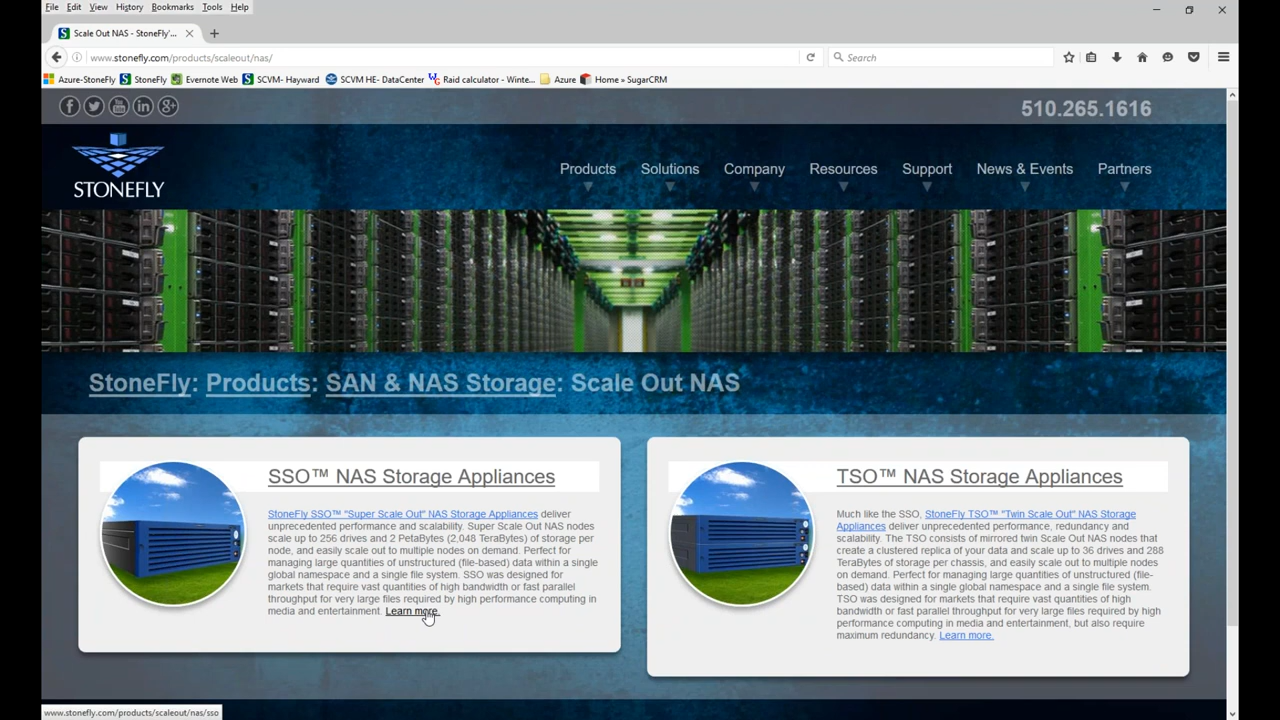 File Edit View History Bookmarks Tools Help
Scale Out NAS - StoneFly'...
www.stonefly.com/products/scaleout/nas/
Search
Azure-StoneFly StoneFly Evernote Web SCVM- Hayward SCVM HE- DataCenter Raid calculator - Winte... Azure Home » SugarCRM
510.265.1616
STONEFLY
Products Solutions Company Resources Support News & Events Partners
StoneFly: Products: SAN & NAS Storage: Scale Out NAS
SSO™ NAS Storage Appliances
StoneFly SSO™ "Super Scale Out" NAS Storage Appliances deliver
unprecedented performance and scalability. Super Scale Out NAS nodes
scale up to 256 drives and 2 PetaBytes (2,048 TeraBytes) of storage per
node, and easily scale out to multiple nodes on demand. Perfect for
managing large quantities of unstructured (file-based) data within a single
global namespace and a single file system. SSO was designed for
markets that require vast quantities of high bandwidth or fast parallel
throughput for very large files required by high performance computing in
media and entertainment. Learn more.
TSO™ NAS Storage Appliances
Much like the SSO, StoneFly TSO™ "Twin Scale Out" NAS Storage
Appliances deliver unprecedented performance, redundancy and
scalability. The TSO consists of mirrored twin Scale Out NAS nodes that
create a clustered replica of your data and scale up to 36 drives and 288
TeraBytes of storage per chassis, and easily scale out to multiple nodes
on demand. Perfect for managing large quantities of unstructured (file-
based) data within a single global namespace and a single file system.
TSO was designed for markets that require vast quantities of high
bandwidth or fast parallel throughput for very large files required by high
performance computing in media and entertainment, but also require
maximum redundancy. Learn more.
www.stonefly.com/products/scaleout/nas/sso